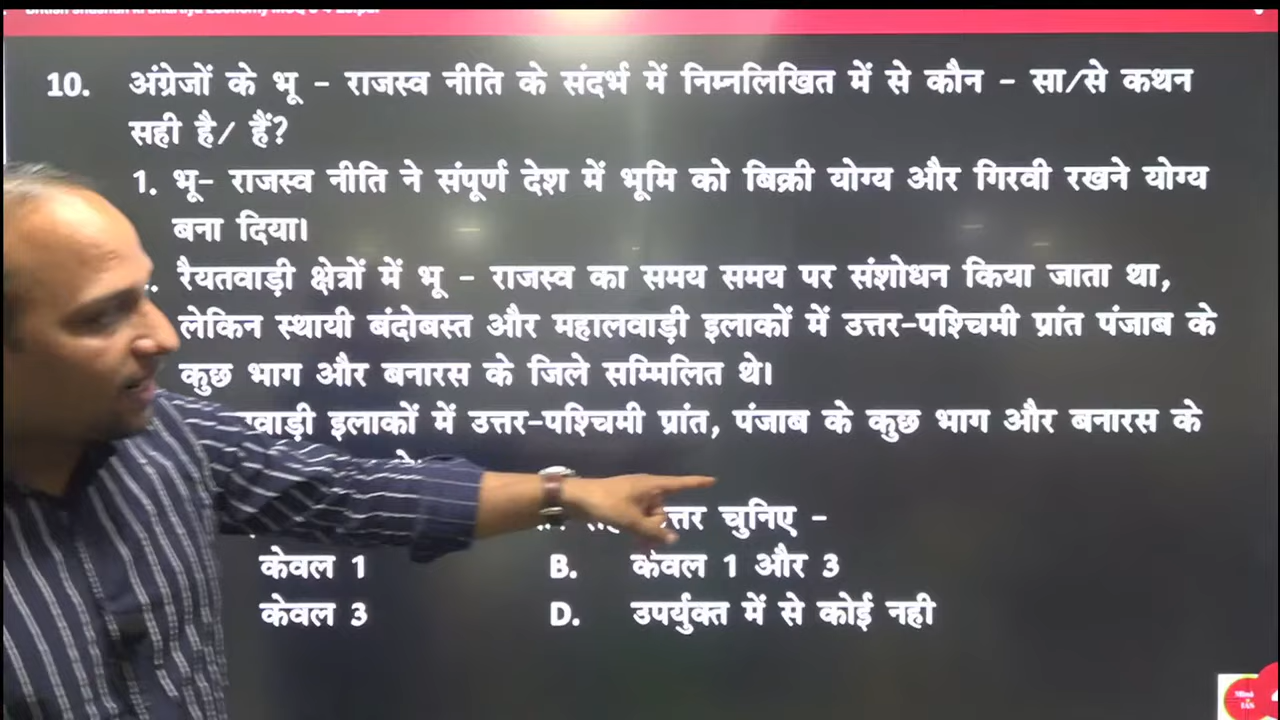 10. अंग्रेजों के भू - राजस्व नीति के संदर्भ में निम्नलिखित में से कौन - सा/से कथन
सही है/ हैं?
1. भू- राजस्व नीति ने संपूर्ण देश में भूमि को बिक्री योग्य और गिरवी रखने योग्य
बना दिया।
रैयतवाड़ी क्षेत्रों में भू - राजस्व का समय समय पर संशोधन किया जाता था,
लेकिन स्थायी बंदोबस्त और महालवाड़ी इलाकों में उत्तर-पश्चिमी प्रांत पंजाब के
कुछ भाग और बनारस के जिले सम्मिलित थे।
इलाकों में उत्तर-पश्चिमी प्रांत, पंजाब के कुछ भाग और बनारस के
चुनिए -
केवल 1 B. केवल 1 और 3
केवल 3 D. उपर्युक्त में से कोई नही